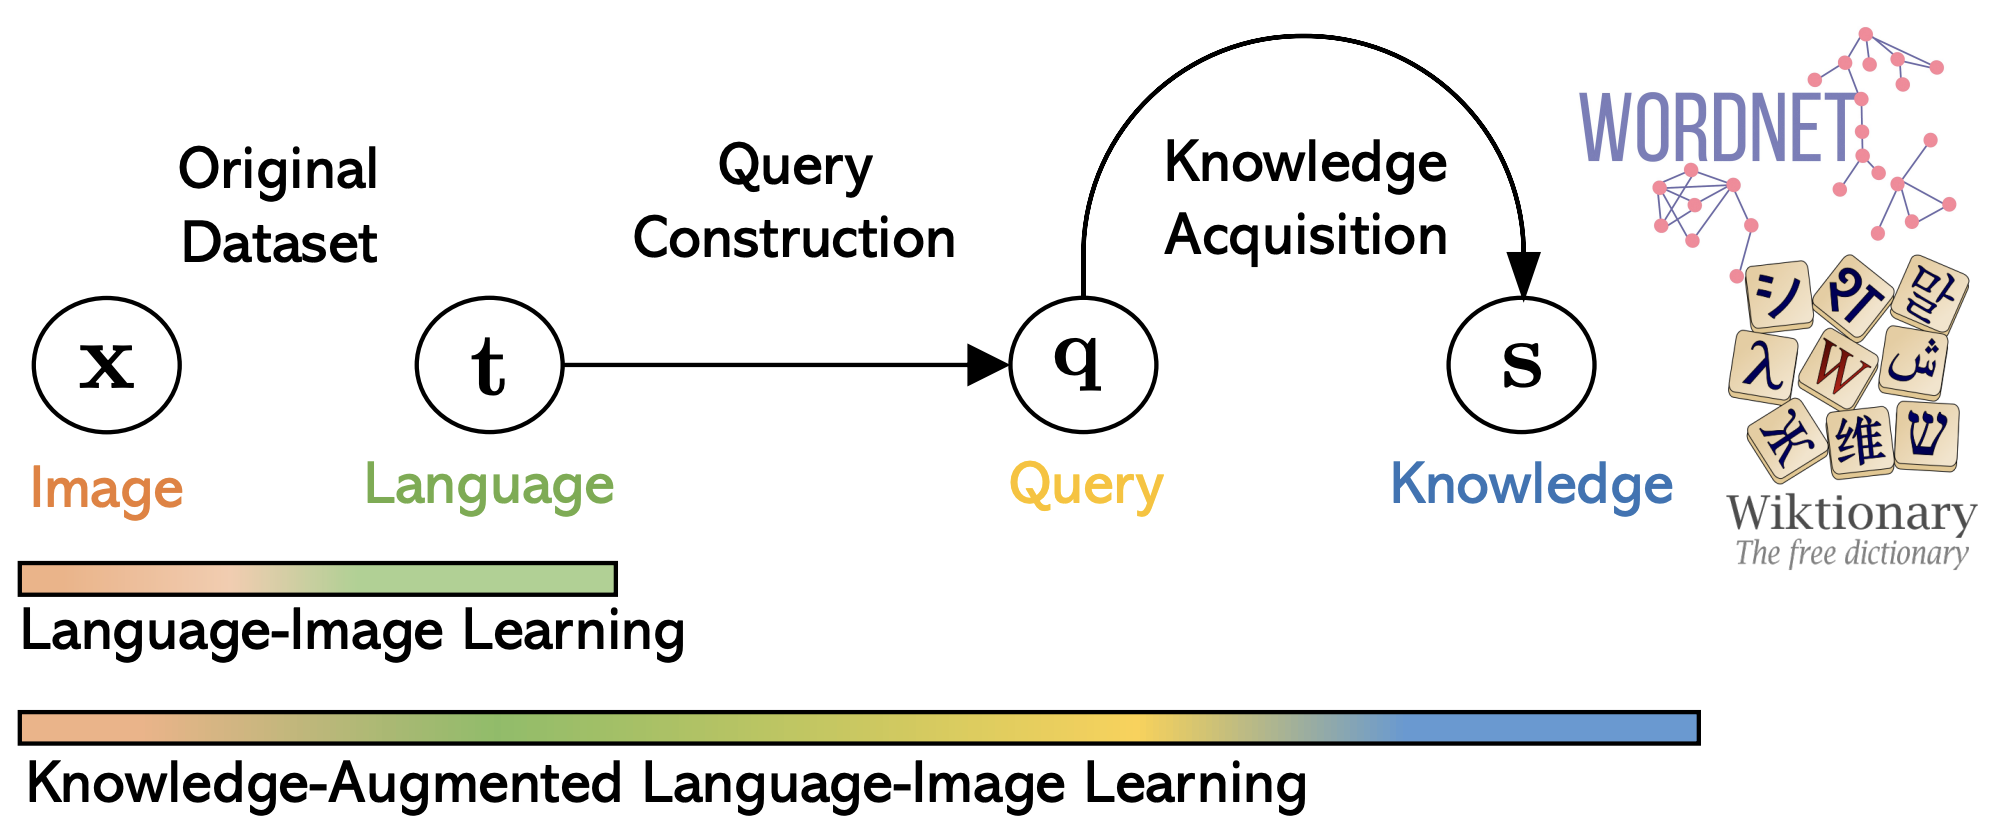 Original
Dataset
Query
Construction
Knowledge
Acquisition
WORDNET
x
t
q
s
Image
Language
Query
Knowledge
シ
श
말
λ
W
ش
Ж
维
ש
Wiktionary
The free dictionary
Language-Image Learning
Knowledge-Augmented Language-Image Learning